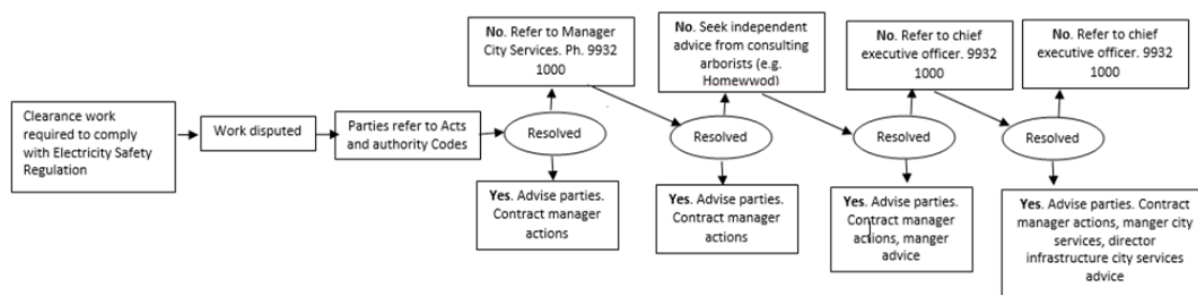 Clearance work
required to comply
with Electricity Safety
Regulation
Work disputed
Parties refer to Acts
and authority Codes
Resolved
No. Refer to Manager
City Services. Ph. 9932
1000
Yes. Advise parties.
Contract manager
actions
Resolved
No. Seek independent
advice from consulting
arborists (e.g.
Homewwod)
Yes. Advise parties.
Contract manager
actions
Resolved
No. Refer to chief
executive officer. 9932
1000
Yes. Advise parties.
Contract manager
actions, manger
advice
Resolved
No. Refer to chief
executive officer. 9932
1000
Yes. Advise parties. Contract
manager actions, manger city
services, director
infrastructure city services
advice